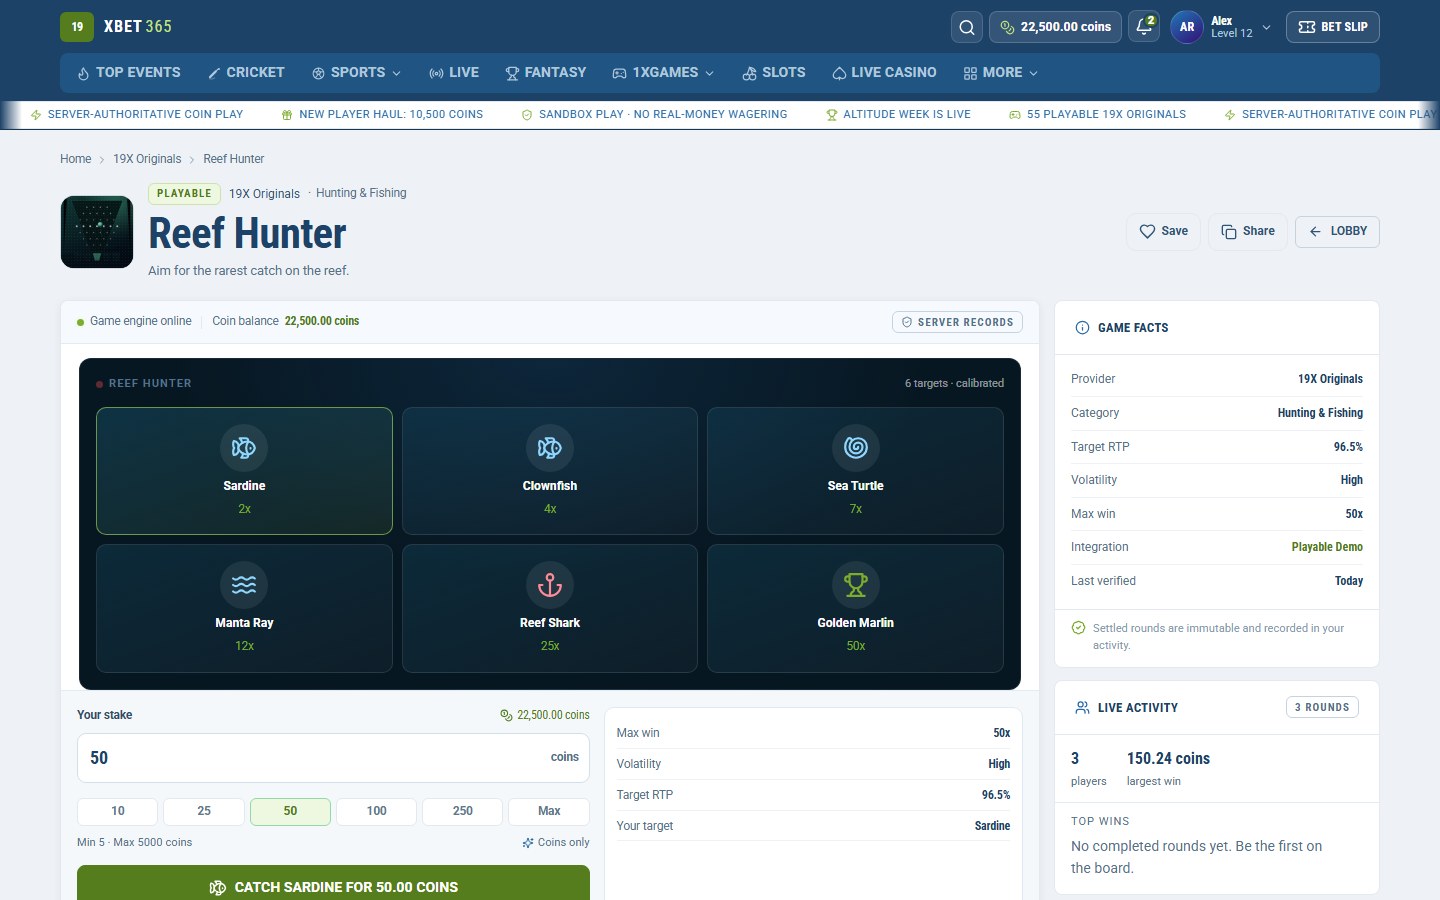 19 XBET 365
22,500.00 coins
2
AR
Alex
Level 12
BET SLIP
TOP EVENTS CRICKET SPORTS LIVE FANTASY 1XGAMES SLOTS LIVE CASINO MORE
SERVER-AUTHORITATIVE COIN PLAY NEW PLAYER HAUL: 10,500 COINS SANDBOX PLAY · NO REAL-MONEY WAGERING ALTITUDE WEEK IS LIVE 55 PLAYABLE 19X ORIGINALS SERVER-AUTHORITATIVE COIN PLAY
Home 19X Originals Reef Hunter
PLAYABLE 19X Originals · Hunting & Fishing
Reef Hunter
Aim for the rarest catch on the reef.
Save Share LOBBY
Game engine online Coin balance 22,500.00 coins SERVER RECORDS
REEF HUNTER 6 targets · calibrated
Sardine Clownfish Sea Turtle
2x 4x 7x
Manta Ray Reef Shark Golden Marlin
12x 25x 50x
Your stake 22,500.00 coins
50 coins
10 25 50 100 250 Max
Min 5 · Max 5000 coins Coins only
CATCH SARDINE FOR 50.00 COINS
Max win 50x
Volatility High
Target RTP 96.5%
Your target Sardine
GAME FACTS
Provider 19X Originals
Category Hunting & Fishing
Target RTP 96.5%
Volatility High
Max win 50x
Integration Playable Demo
Last verified Today
Settled rounds are immutable and recorded in your
activity.
LIVE ACTIVITY 3 ROUNDS
3 150.24 coins
players largest win
TOP WINS
No completed rounds yet. Be the first on
the board.